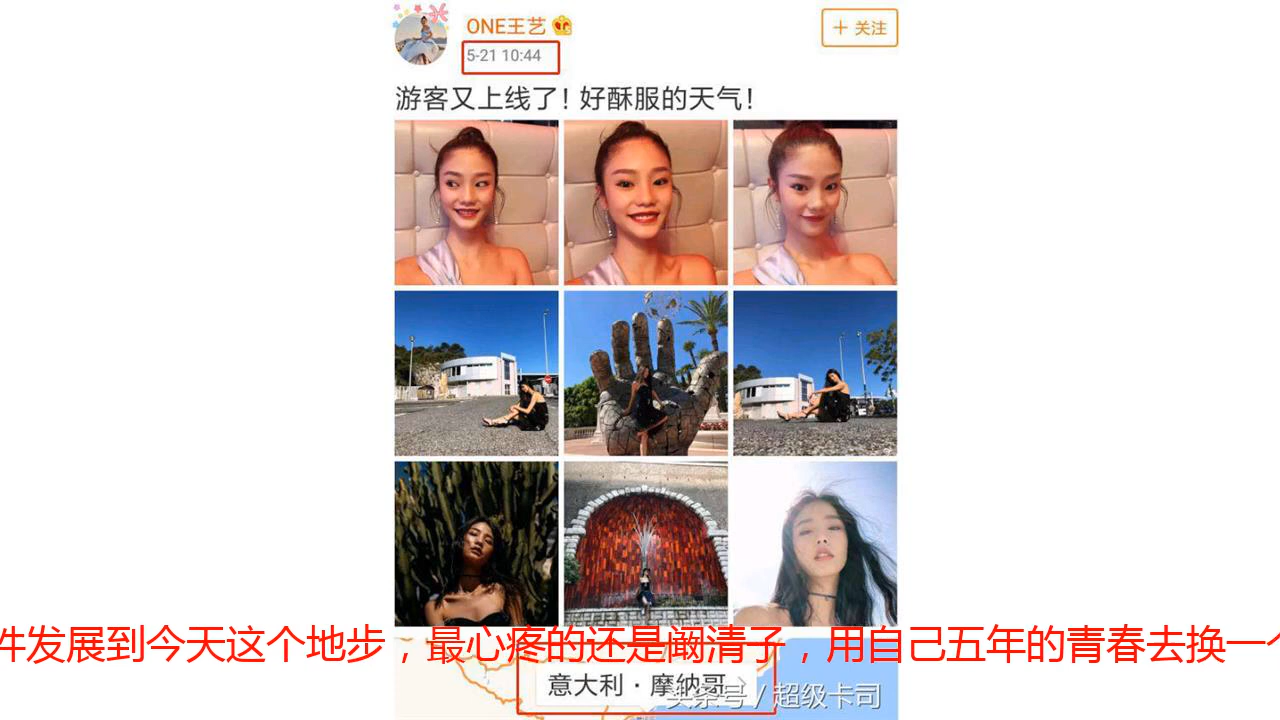 ONE王艺
+ 关注
5-21 10:44
游客又上线了! 好酥服的天气!
件发展到今天这个地步，最心疼的还是阚清子，用自己五年的青春去换一个
意大利·摩纳哥
头条号 / 超级卡司